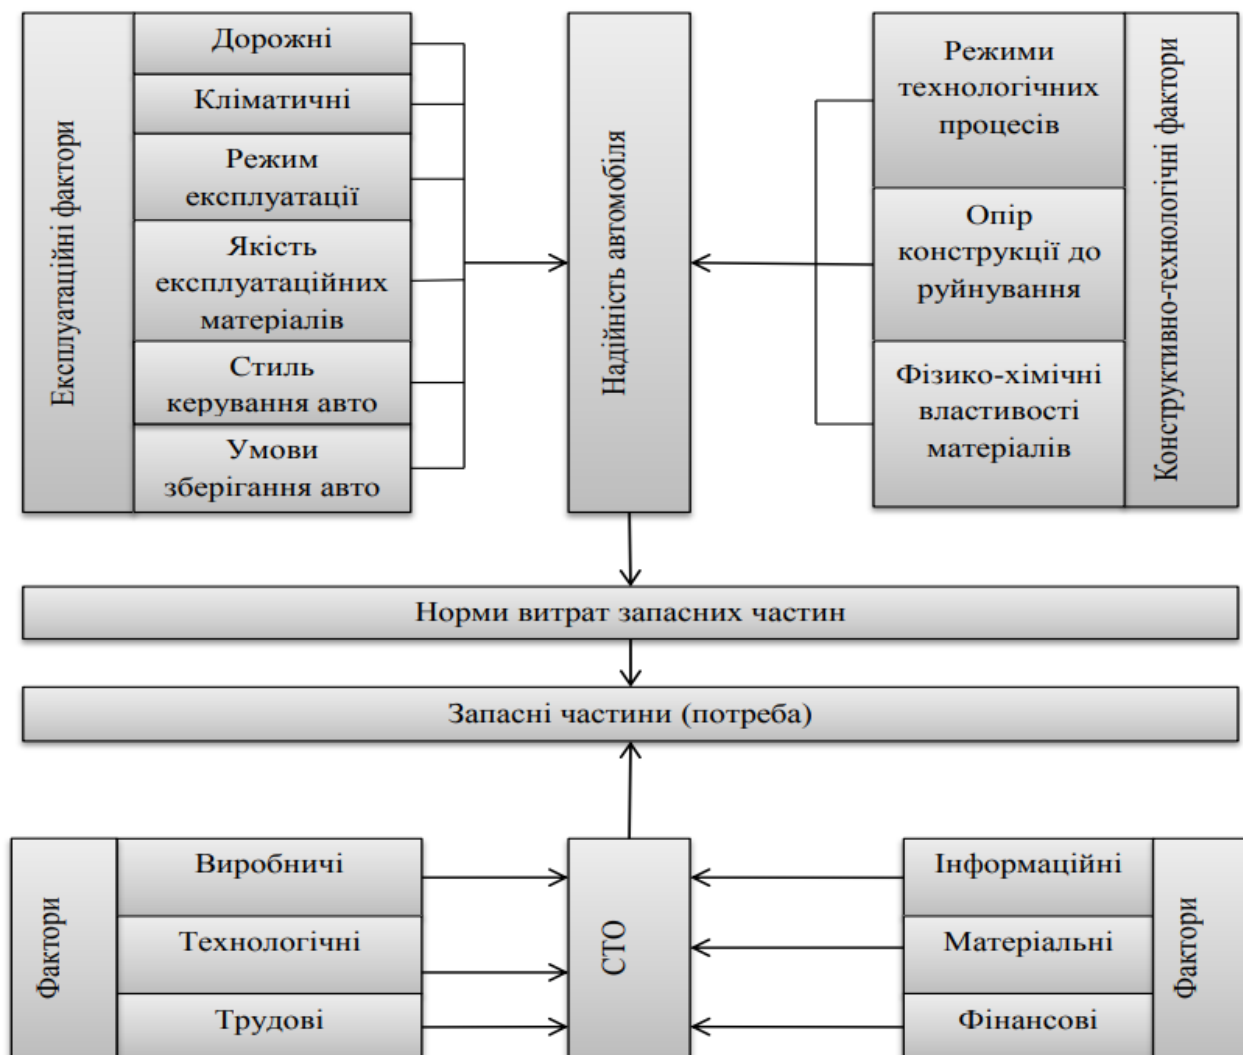 Експлуатаційні фактори
Дорожні
Кліматичні
Режим
експлуатації
Якість
експлуатаційних
матеріалів
Стиль
керування авто
Умови
зберігання авто
Надійність автомобіля
Режими
технологічних
процесів
Опір
конструкції до
руйнування
Фізико-хімічні
властивості
матеріалів
Конструктивно-технологічні фактори
Норми витрат запасних частин
Запасні частини (потреба)
Фактори
Виробничі
Технологічні
Трудові
СТО
Інформаційні
Матеріальні
Фінансові
Фактори